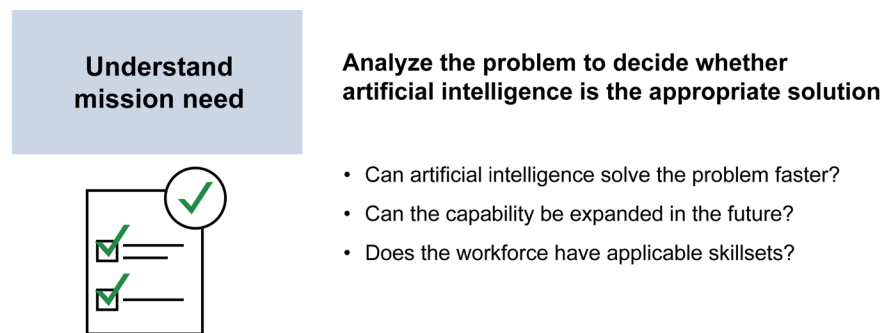 Understand
mission need
Analyze the problem to decide whether
artificial intelligence is the appropriate solution
• Can artificial intelligence solve the problem faster?
• Can the capability be expanded in the future?
• Does the workforce have applicable skillsets?